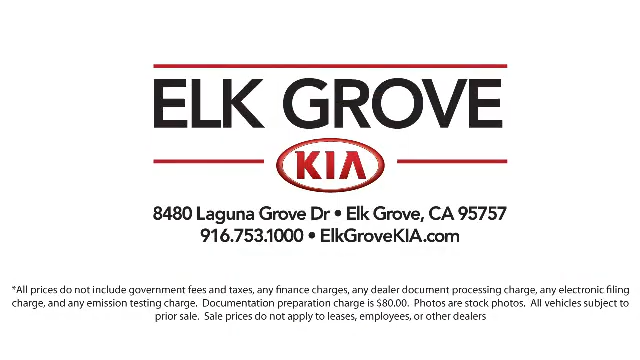 ELK GROVE
KIA
8480 Laguna Grove Dr • Elk Grove, CA 95757
916.753.1000 • ElkGroveKIA.com
*All prices do not include government fees and taxes, any finance charges, any dealer document processing charge, any electronic filing
charge, and any emission testing charge.  Documentation preparation charge is $80.00.  Photos are stock photos.  All vehicles subject to
prior sale.  Sale prices do not apply to leases, employees, or other dealers